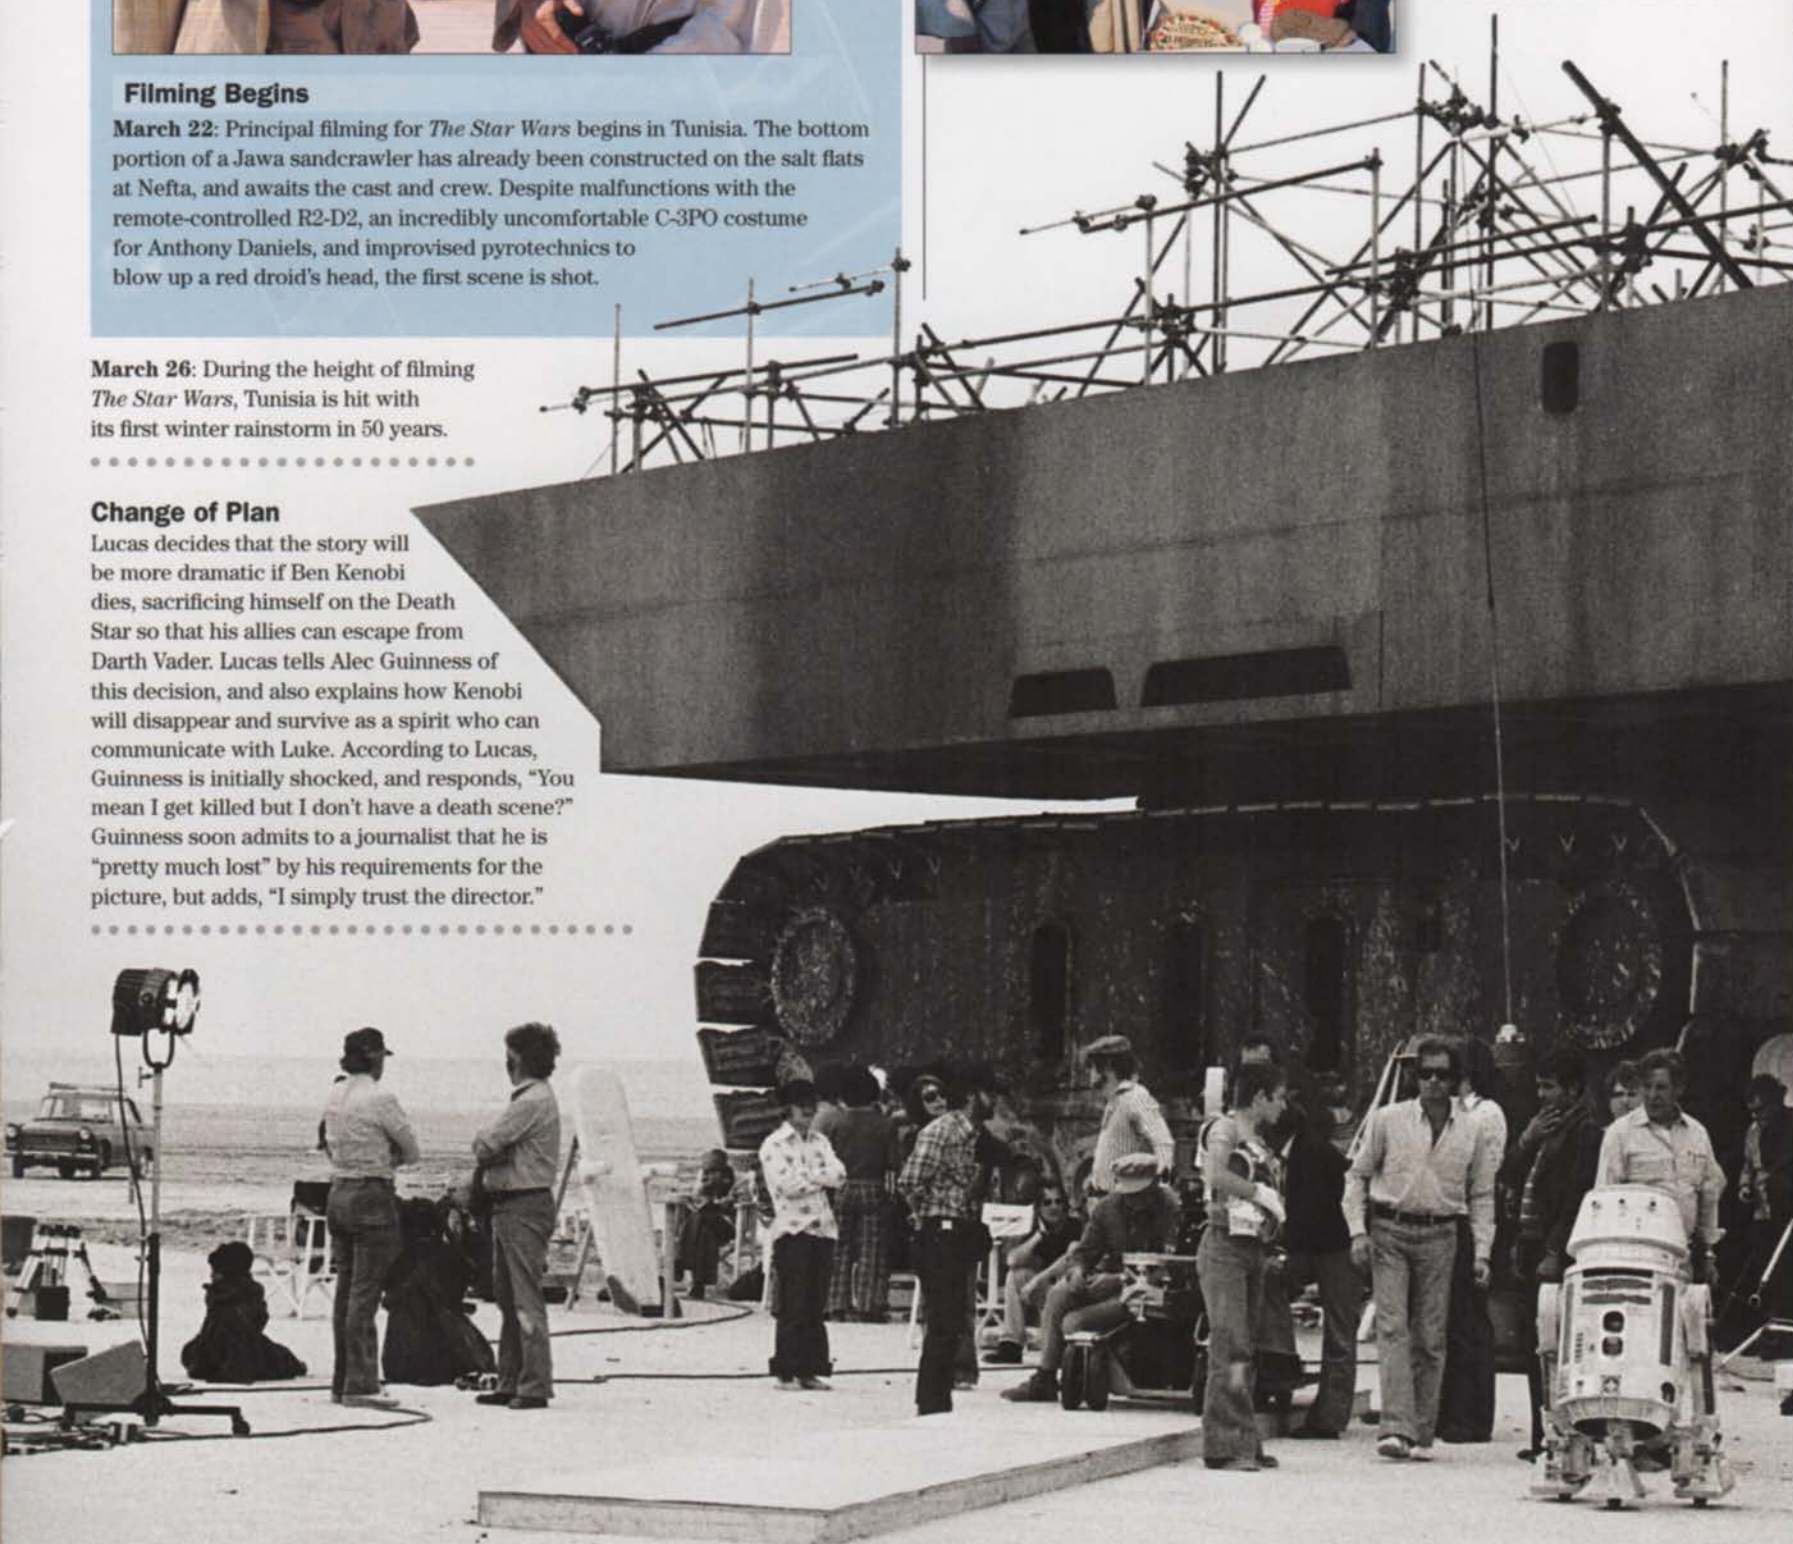 Filming Begins
March 22: Principal filming for The Star Wars begins in Tunisia. The bottom
portion of a Jawa sandcrawler has already been constructed on the salt flats
at Nefta, and awaits the cast and crew. Despite malfunctions with the
remote-controlled R2-D2, an incredibly uncomfortable C-3PO costume
for Anthony Daniels, and improvised pyrotechnics to
blow up a red droid's head, the first scene is shot.
March 26: During the height of filming
The Star Wars, Tunisia is hit with
its first winter rainstorm in 50 years.
Change of Plan
Lucas decides that the story will
be more dramatic if Ben Kenobi
dies, sacrificing himself on the Death
Star so that his allies can escape from
Darth Vader. Lucas tells Alec Guinness of
this decision, and also explains how Kenobi
will disappear and survive as a spirit who can
communicate with Luke. According to Lucas,
Guinness is initially shocked, and responds, “You
mean I get killed but I don't have a death scene?”
Guinness soon admits to a journalist that he is
“pretty much lost” by his requirements for the
picture, but adds, “I simply trust the director.”